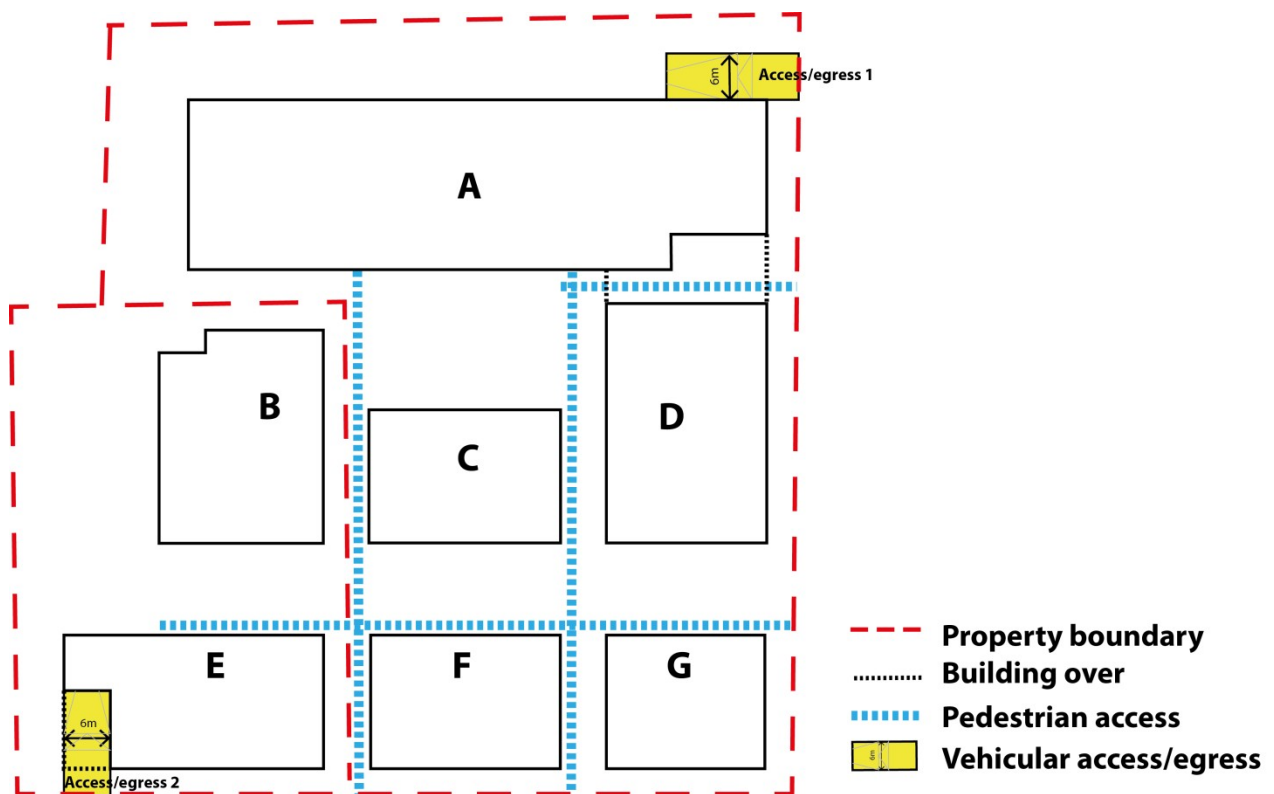 6m
Access/egress 1
A
B
C
D
E
F
G
6m
Access/egress 2
Property boundary
Building over
Pedestrian access
6m
Vehicular access/egress